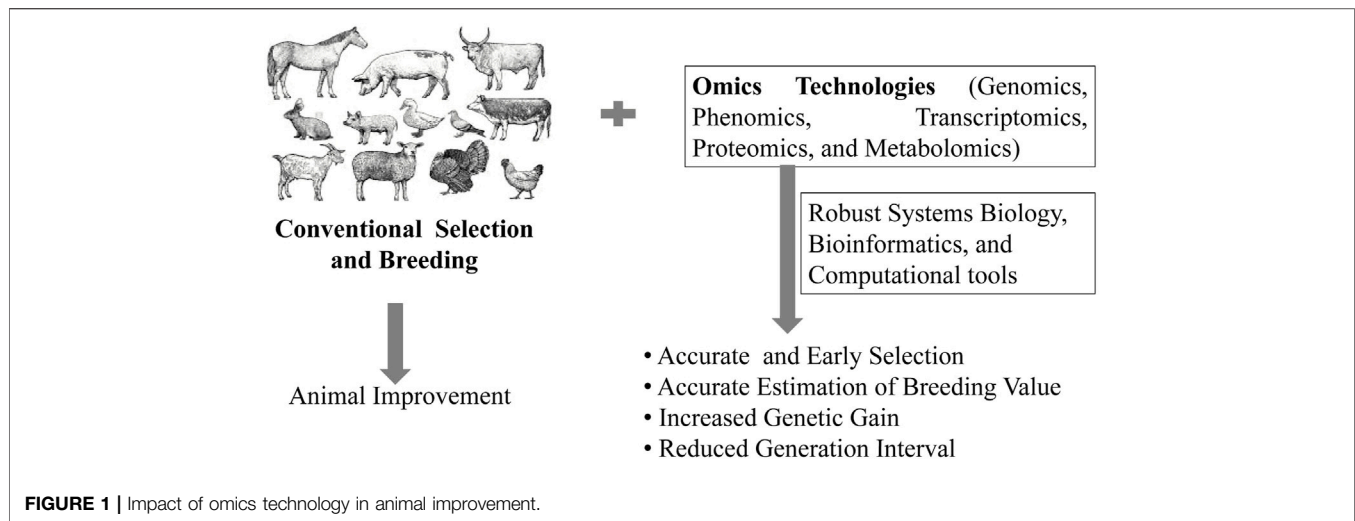 Conventional Selection
and Breeding
Animal Improvement
Omics Technologies (Genomics,
Phenomics, Transcriptomics,
Proteomics, and Metabolomics)
Robust Systems Biology,
Bioinformatics, and
Computational tools
• Accurate and Early Selection
• Accurate Estimation of Breeding Value
• Increased Genetic Gain
• Reduced Generation Interval
FIGURE 1 | Impact of omics technology in animal improvement.